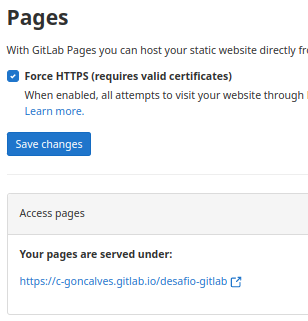 Pages
With GitLab Pages you can host your static website directly
Force HTTPS (requires valid certificates)
When enabled, all attempts to visit your website through
Learn more.
Save changes
Access pages
Your pages are served under:
https://c-goncalves.gitlab.io/desafio-gitlab